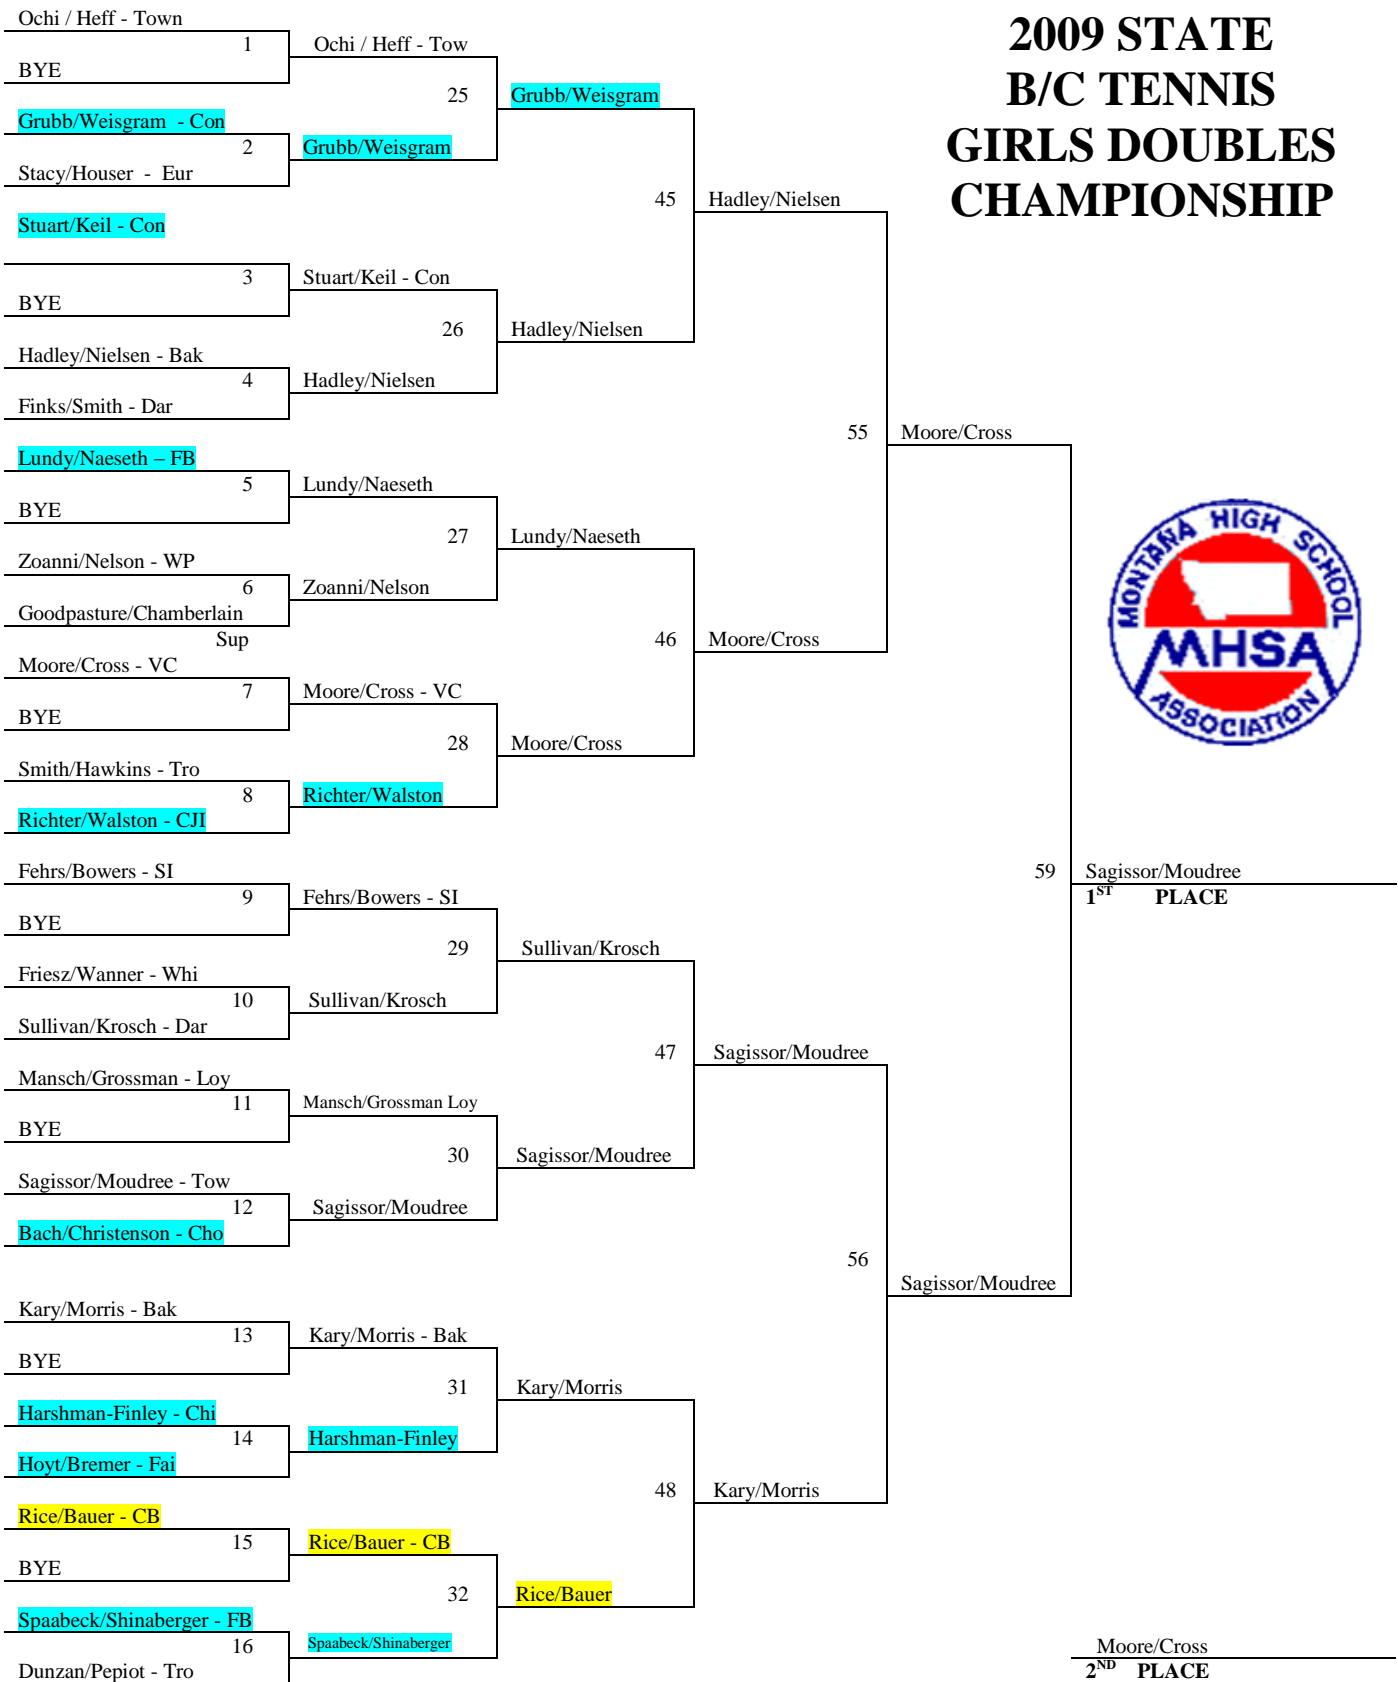 2009 STATE
B/C TENNIS
GIRLS DOUBLES
CHAMPIONSHIP
Ochi / Heff - Town
1
Ochi / Heff - Tow
BYE
25
Grubb/Weisgram
Grubb/Weisgram - Con
2
Grubb/Weisgram
Stacy/Houser - Eur
45
Hadley/Nielsen
Stuart/Keil - Con
3
Stuart/Keil - Con
BYE
26
Hadley/Nielsen
Hadley/Nielsen - Bak
4
Hadley/Nielsen
Finks/Smith - Dar
55
Moore/Cross
Lundy/Naeseth – FB
5
Lundy/Naeseth
BYE
27
Lundy/Naeseth
Zoanni/Nelson - WP
6
Zoanni/Nelson
Goodpasture/Chamberlain
Sup
46
Moore/Cross
Moore/Cross - VC
7
Moore/Cross - VC
BYE
28
Moore/Cross
Smith/Hawkins - Tro
8
Richter/Walston
Richter/Walston - CJI
MONTANA HIGH SCHOOL
MHSA
ASSOCIATION
Fehrs/Bowers - SI
59
Sagissor/Moudree
1ST PLACE
9
Fehrs/Bowers - SI
BYE
29
Sullivan/Krosch
Friesz/Wanner - Whi
10
Sullivan/Krosch
Sullivan/Krosch - Dar
47
Sagissor/Moudree
Mansch/Grossman - Loy
11
Mansch/Grossman Loy
BYE
30
Sagissor/Moudree
Sagissor/Moudree - Tow
12
Sagissor/Moudree
Bach/Christenson - Cho
56
Sagissor/Moudree
Kary/Morris - Bak
13
Kary/Morris - Bak
BYE
31
Kary/Morris
Harshman-Finley - Chi
14
Harshman-Finley
Hoyt/Bremer - Fai
48
Kary/Morris
Rice/Bauer - CB
15
Rice/Bauer - CB
BYE
32
Rice/Bauer
Spaabeck/Shinaberger - FB
16
Spaabeck/Shinaberger
Dunzan/Pepiot - Tro
Moore/Cross
2ND PLACE